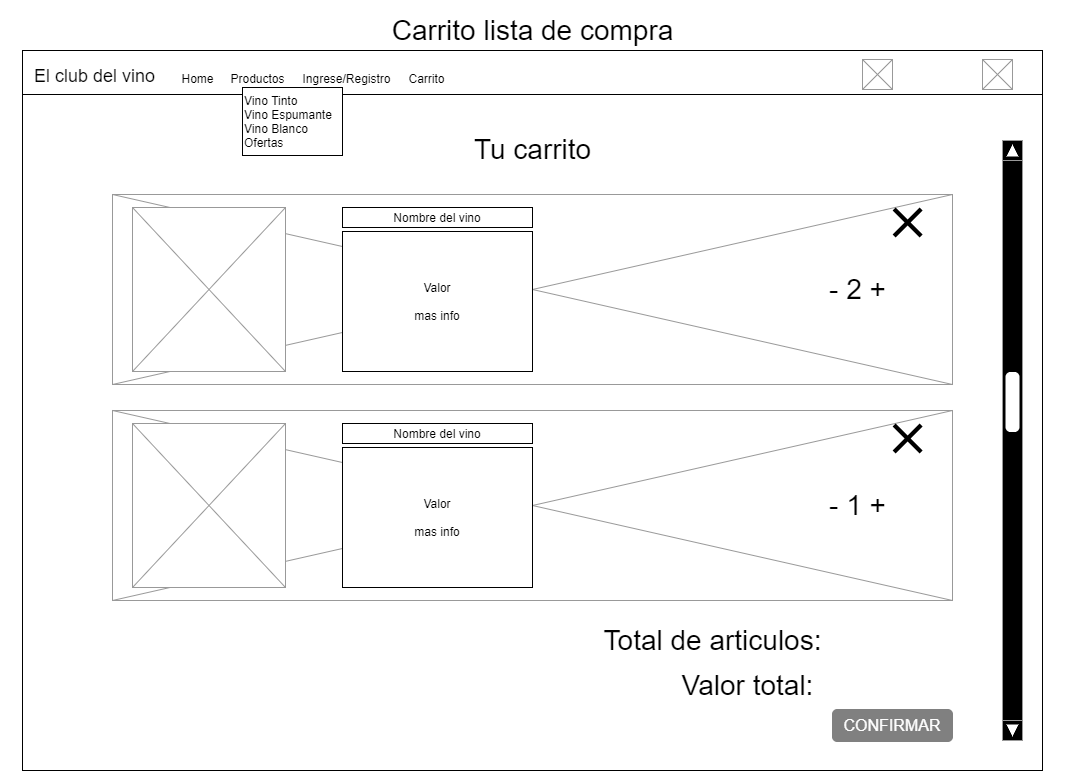 Carrito lista de compra
El club del vino Home Productos Ingrese/Registro Carrito
Vino Tinto
Vino Espumante
Vino Blanco
Ofertas
Tu carrito
Nombre del vino
Valor
mas info
- 2 +
Nombre del vino
Valor
mas info
- 1 +
Total de articulos:
Valor total:
CONFIRMAR